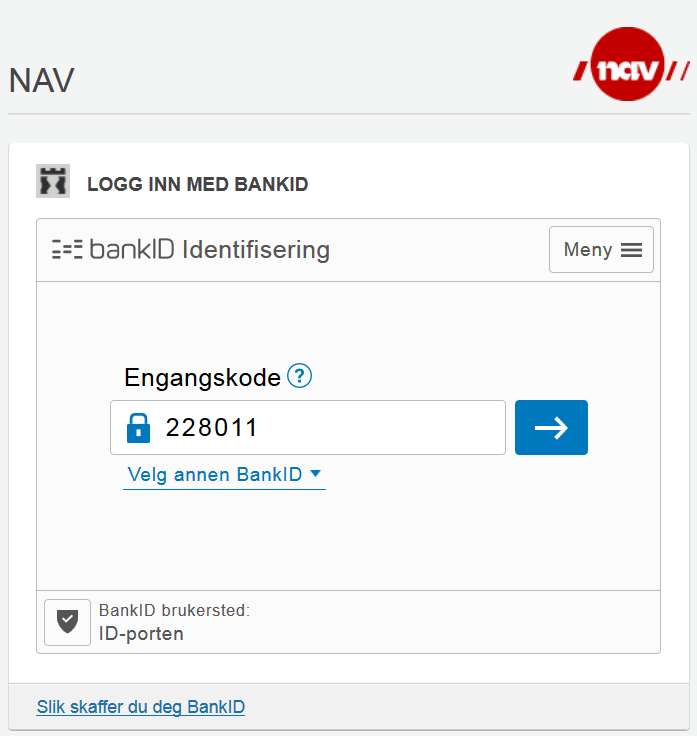 NAV
nav
LOGG INN MED BANKID
bankID Identifisering
Meny
Engangskode ?
228011
Velg annen BankID
BankID brukersted:
ID-porten
Slik skaffer du deg BankID